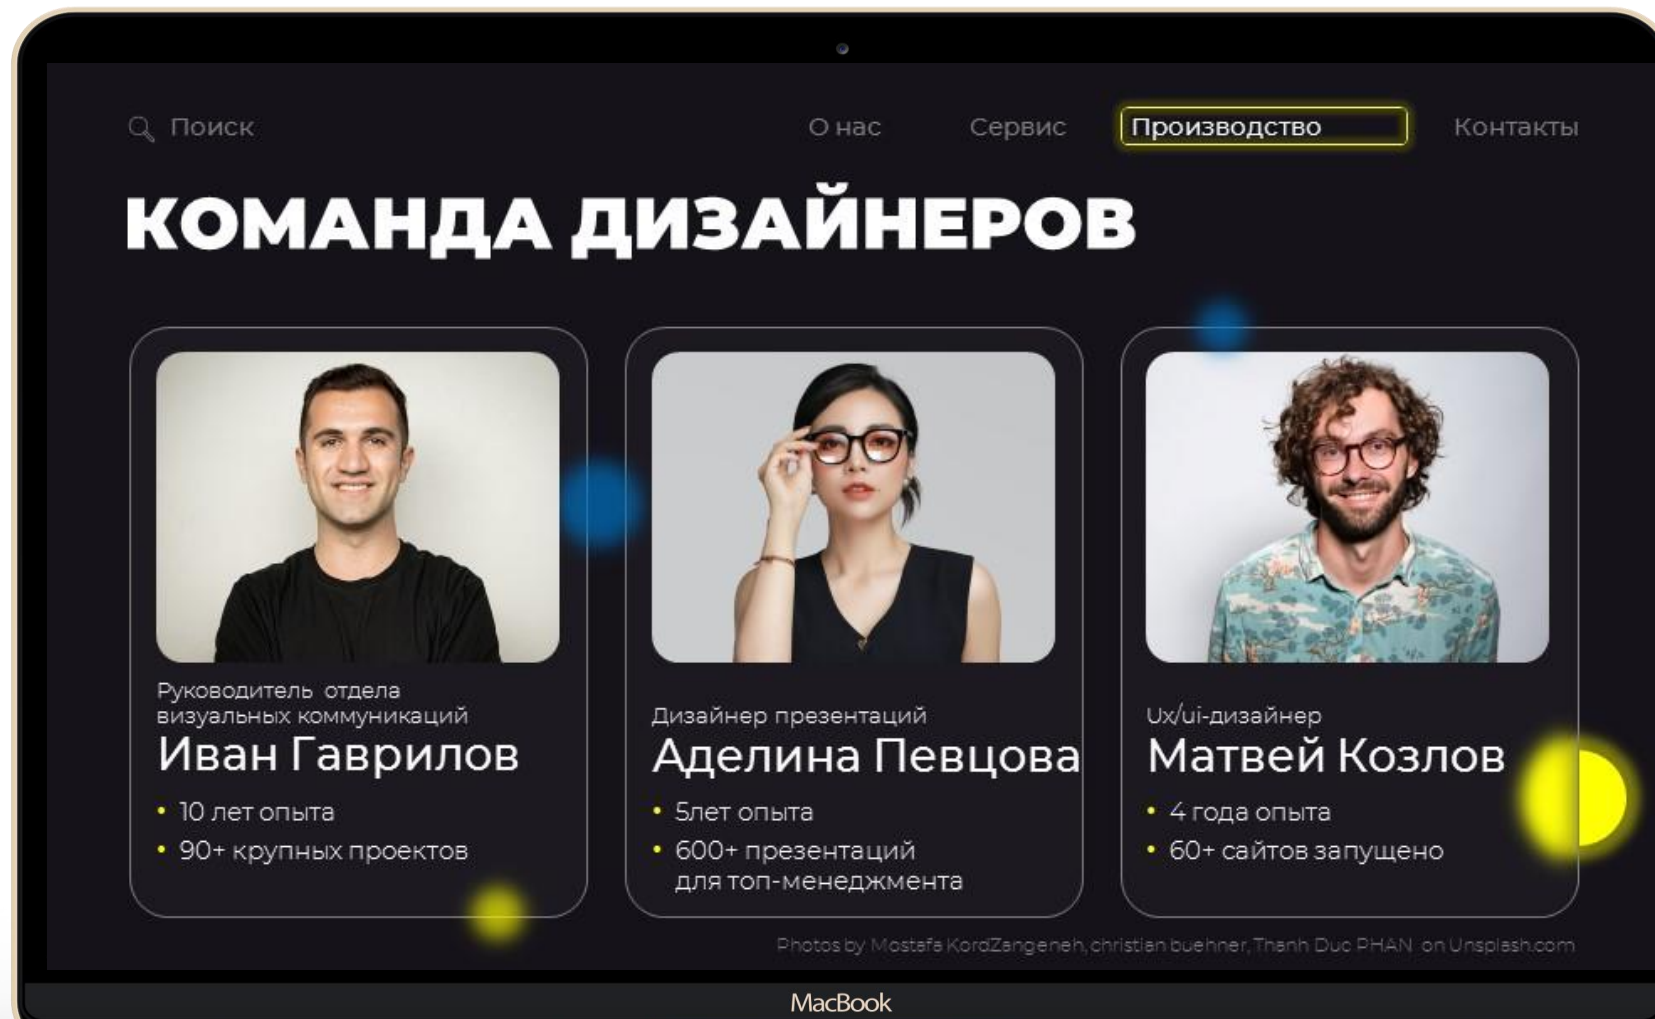 Поиск
О нас
Сервис
Производство
Контакты
КОМАНДА ДИЗАЙНЕРОВ
Руководитель отдела
визуальных коммуникаций
Иван Гаврилов
• 10 лет опыта
• 90+ крупных проектов
Дизайнер презентаций
Аделина Певцова
• 5лет опыта
• 600+ презентаций
для топ-менеджмента
Ux/ui-дизайнер
Матвей Козлов
• 4 года опыта
• 60+ сайтов запущено
Photos by Mostafa KordZangeneh, christian buehner, Thanh Duc PHAN on Unsplash.com
MacBook